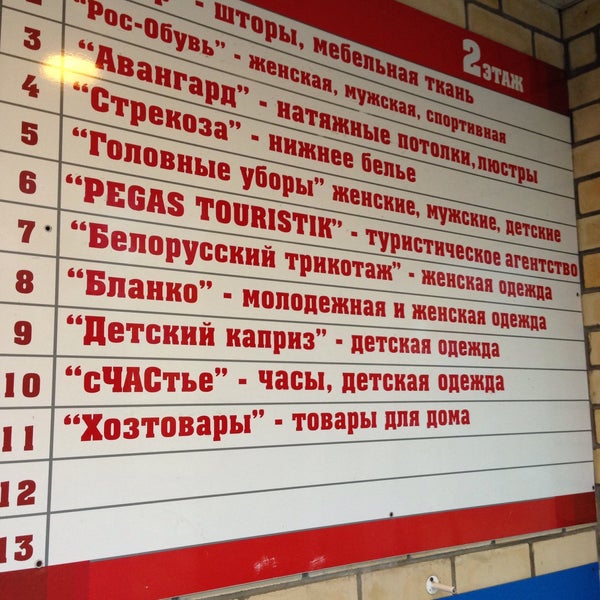 2 ЭТАЖ
- шторы, мебельная ткань
"Рос-Обувь" - женская, мужская, спортивная
3 "Авангард" - натяжные потолки, люстры
4 "Стрекоза" - нижнее белье
5 "Головные уборы" женские, мужские, детские
6 "PEGAS TOURISTIK" - туристическое агентство
7 "Белорусский трикотаж" - женская одежда
8 "Бланко" - молодежная и женская одежда
9 "Детский каприз" - детская одежда
10 "сЧАСтье" - часы, детская одежда
11 "Хозтовары" - товары для дома
12
13